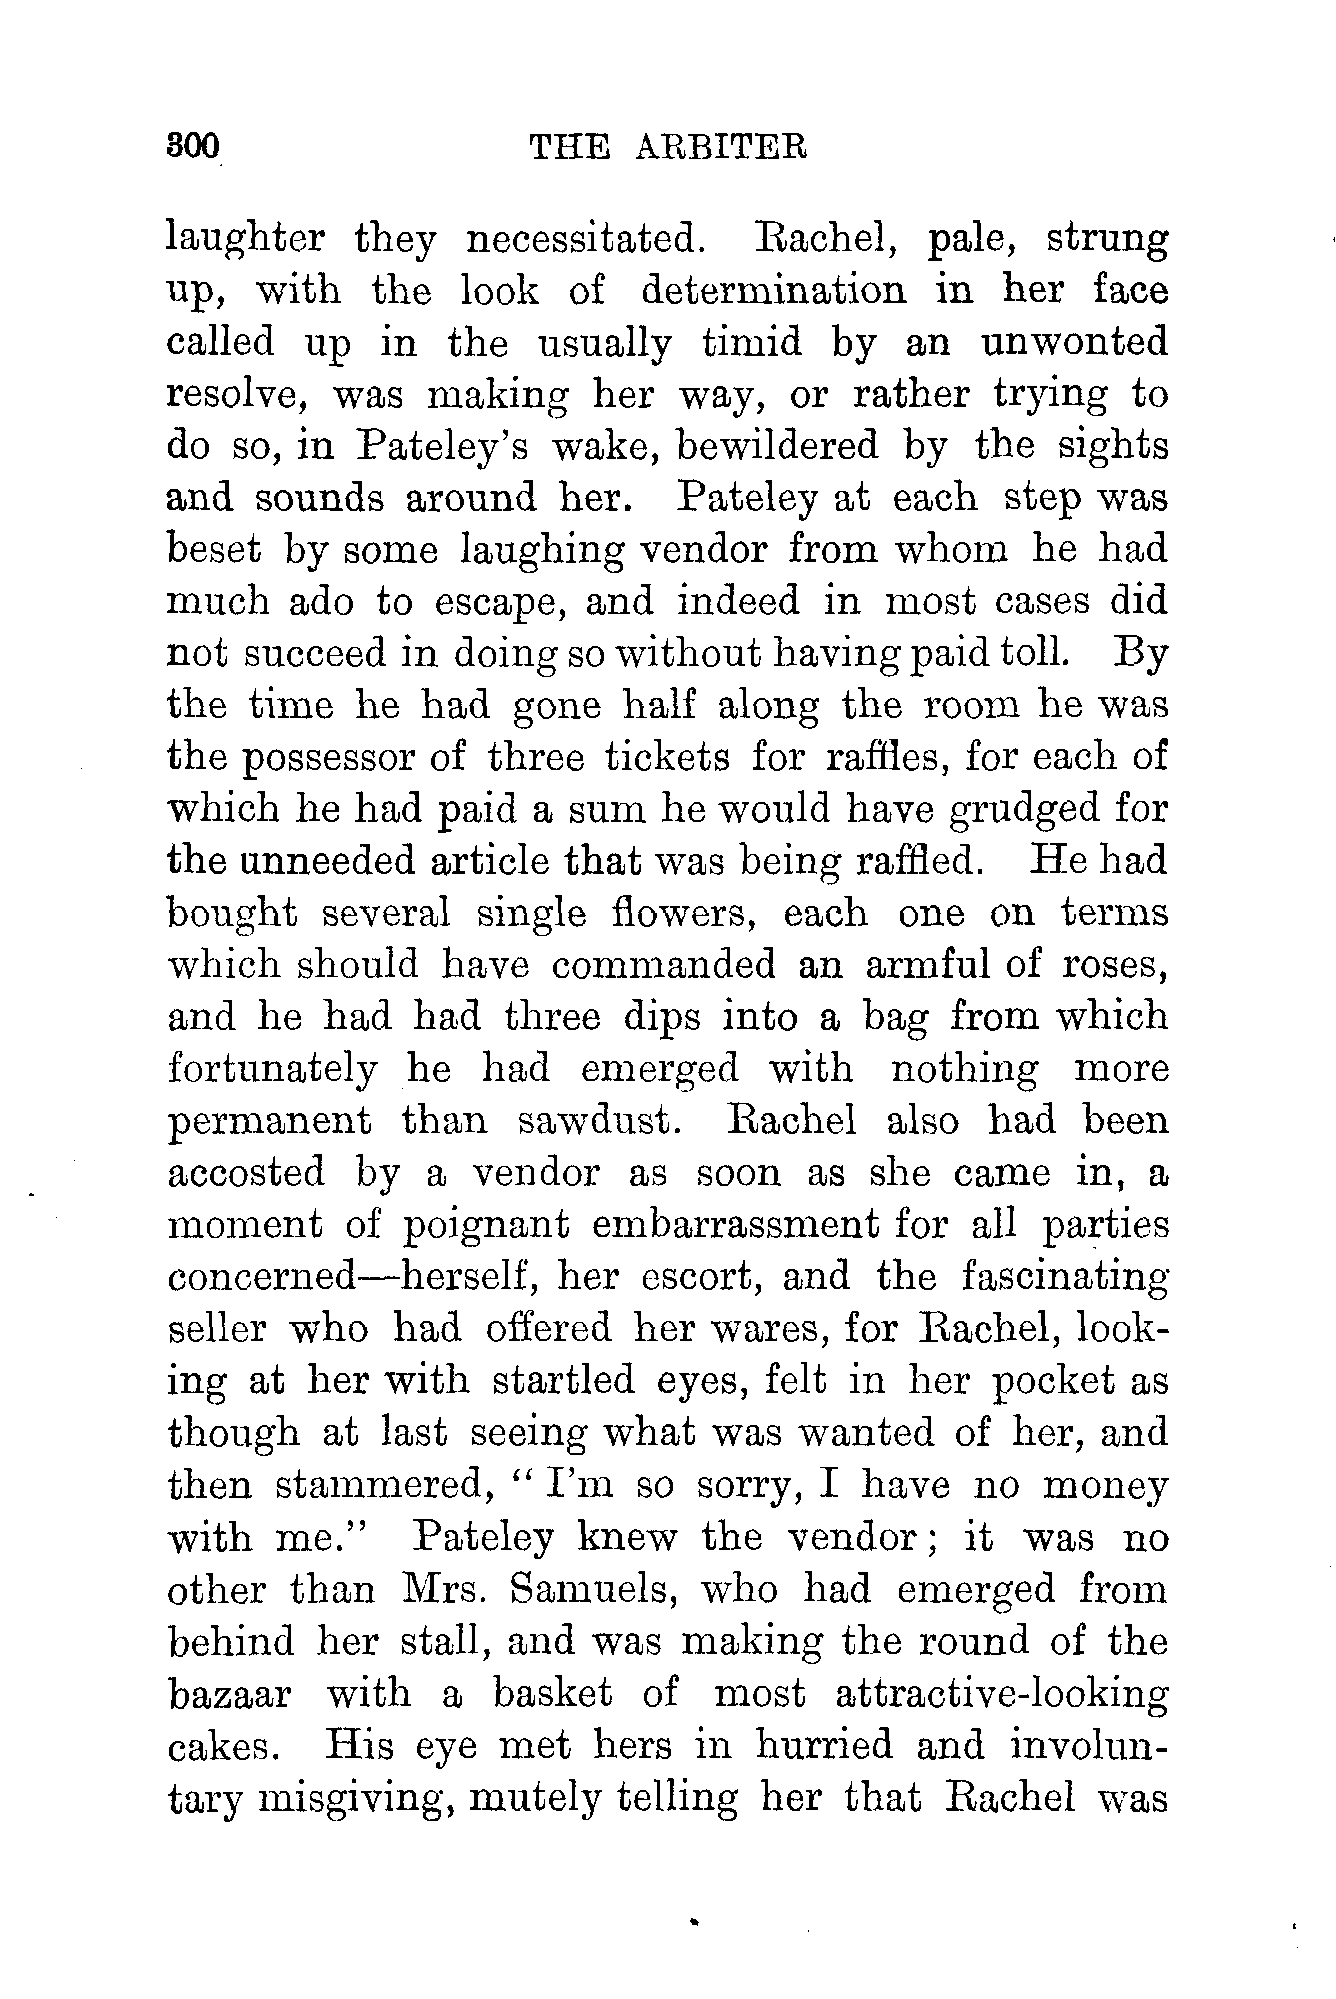 300 THE ARBITER
laughter they necessitated. Rachel, pale, strung
up, with the look of determination in her face
called up in the usually timid by an unwonted
resolve, was making her way, or rather trying to
do so, in Pateley's wake, bewildered by the sights
and sounds around her. Pateley at each step was
beset by some laughing vendor from whom he had
much ado to escape, and indeed in most cases did
not succeed in doing so without having paid toll. By
the time he had gone half along the room he was
the possessor of three tickets for raffles, for each of
which he had paid a sum he would have grudged for
the unneeded article that was being raffled. He had
bought several single flowers, each one on terms
which should have commanded an armful of roses,
and he had had three dips into a bag from which
fortunately he had emerged with nothing more
permanent than sawdust. Rachel also had been
accosted by a vendor as soon as she came in, a
moment of poignant embarrassment for all parties
concerned—herself, her escort, and the fascinating
seller who had offered her wares, for Rachel, look-
ing at her with startled eyes, felt in her pocket as
though at last seeing what was wanted of her, and
then stammered, “ I'm so sorry, I have no money
with me.” Pateley knew the vendor ; it was no
other than Mrs. Samuels, who had emerged from
behind her stall, and was making the round of the
bazaar with a basket of most attractive-looking
cakes. His eye met hers in hurried and involun-
tary misgiving, mutely telling her that Rachel was